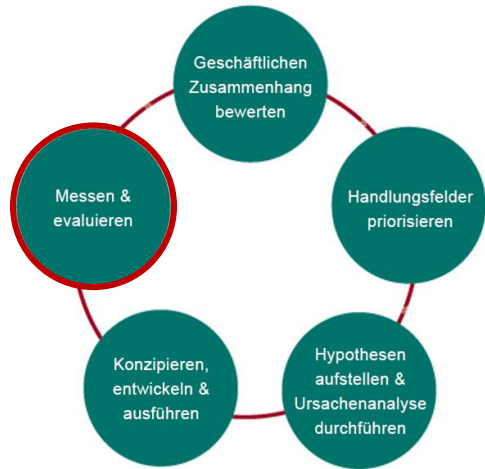 Geschäftlichen
Zusammenhang
bewerten
Handlungsfelder
priorisieren
Hypothesen
aufstellen &
Ursachenanalyse
durchführen
Konzipieren,
entwickeln &
ausführen
Messen &
evaluieren